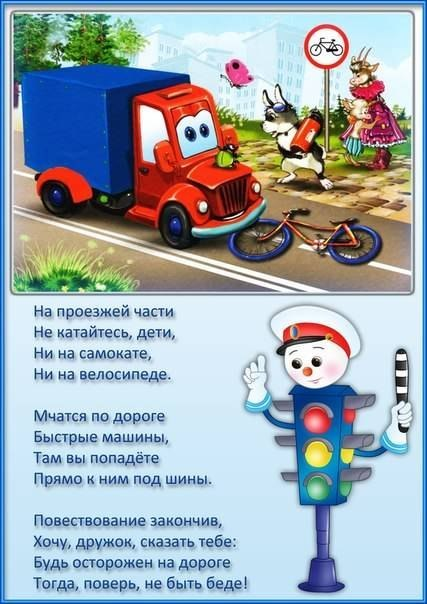 На проезжей части
Не катайтесь, дети,
Ни на самокате,
Ни на велосипеде.
Мчатся по дороге
Быстрые машины,
Там вы попадёте
Прямо к ним под шины.
Повествование закончив,
Хочу, дружок, сказать тебе:
Будь осторожен на дороге
Тогда, поверь, не быть беде!